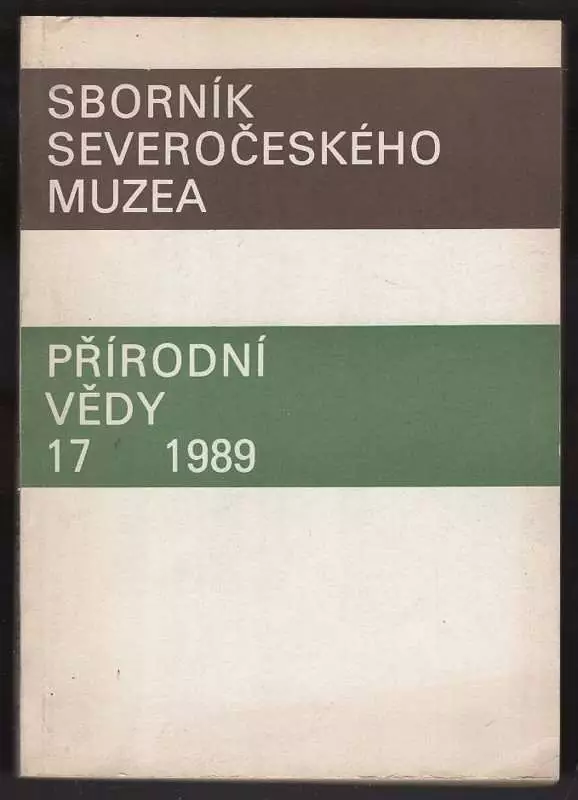 SBORNÍK
SEVEROČESKÉHO
MUZEA
PŘÍRODNÍ
VĚDY
17 1989